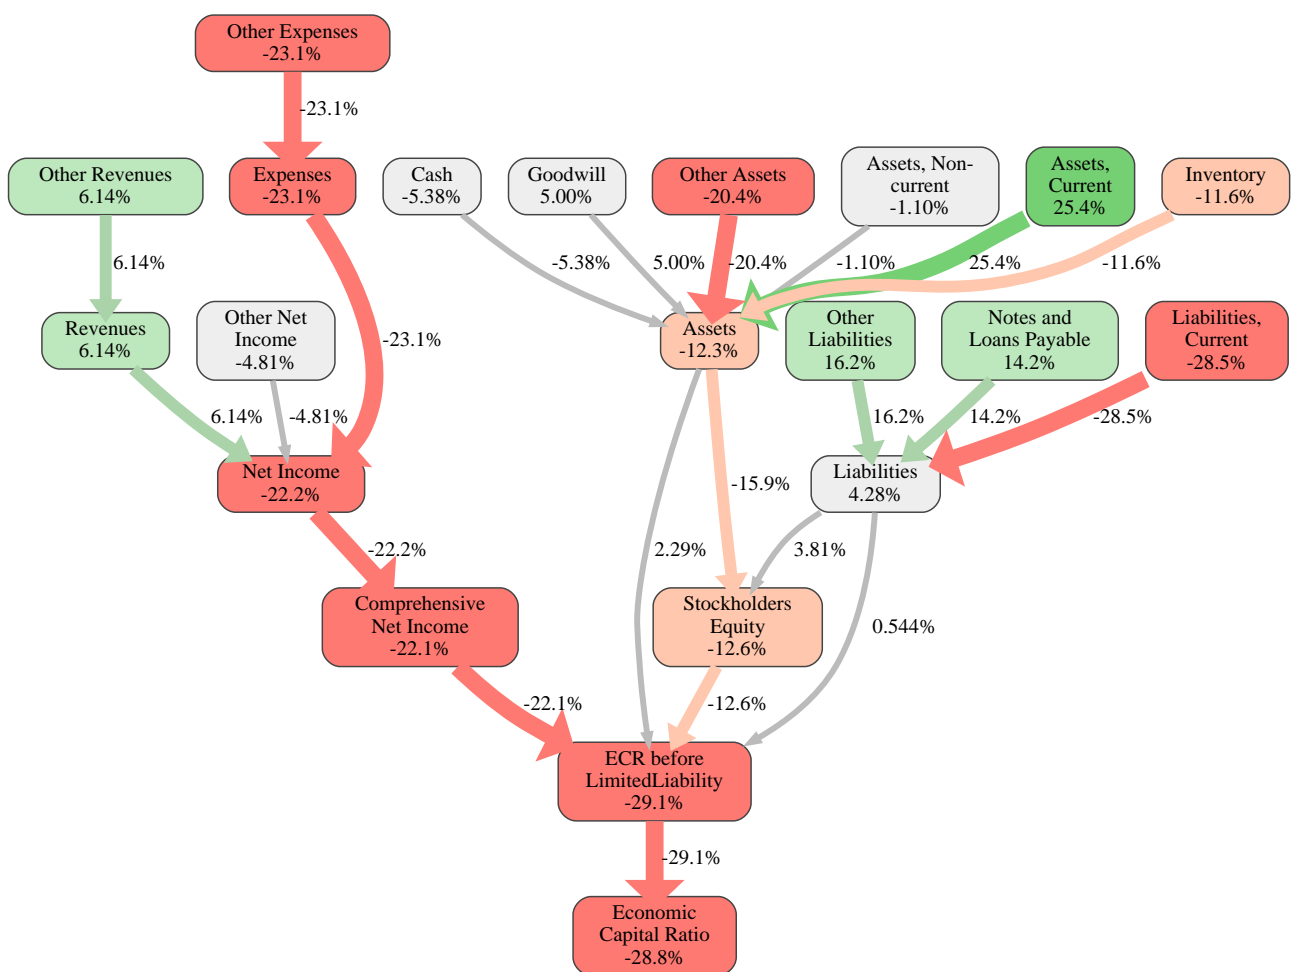 Other Expenses
-23.1%
-23.1%
Other Revenues
6.14%
Expenses
-23.1%
Cash
-5.38%
Goodwill
5.00%
Other Assets
-20.4%
Assets, Non-
current
-1.10%
Assets,
Current
25.4%
Inventory
-11.6%
6.14%
-5.38%
5.00%
-20.4%
-1.10%
25.4%
-11.6%
Revenues
6.14%
Other Net
Income
-4.81%
-23.1%
Assets
-12.3%
Other
Liabilities
16.2%
Notes and
Loans Payable
14.2%
Liabilities,
Current
-28.5%
6.14%
-4.81%
16.2%
14.2%
-28.5%
Net Income
-22.2%
-15.9%
Liabilities
4.28%
-22.2%
2.29%
3.81%
Comprehensive
Net Income
-22.1%
Stockholders
Equity
-12.6%
0.544%
-22.1%
-12.6%
ECR before
LimitedLiability
-29.1%
-29.1%
Economic
Capital Ratio
-28.8%